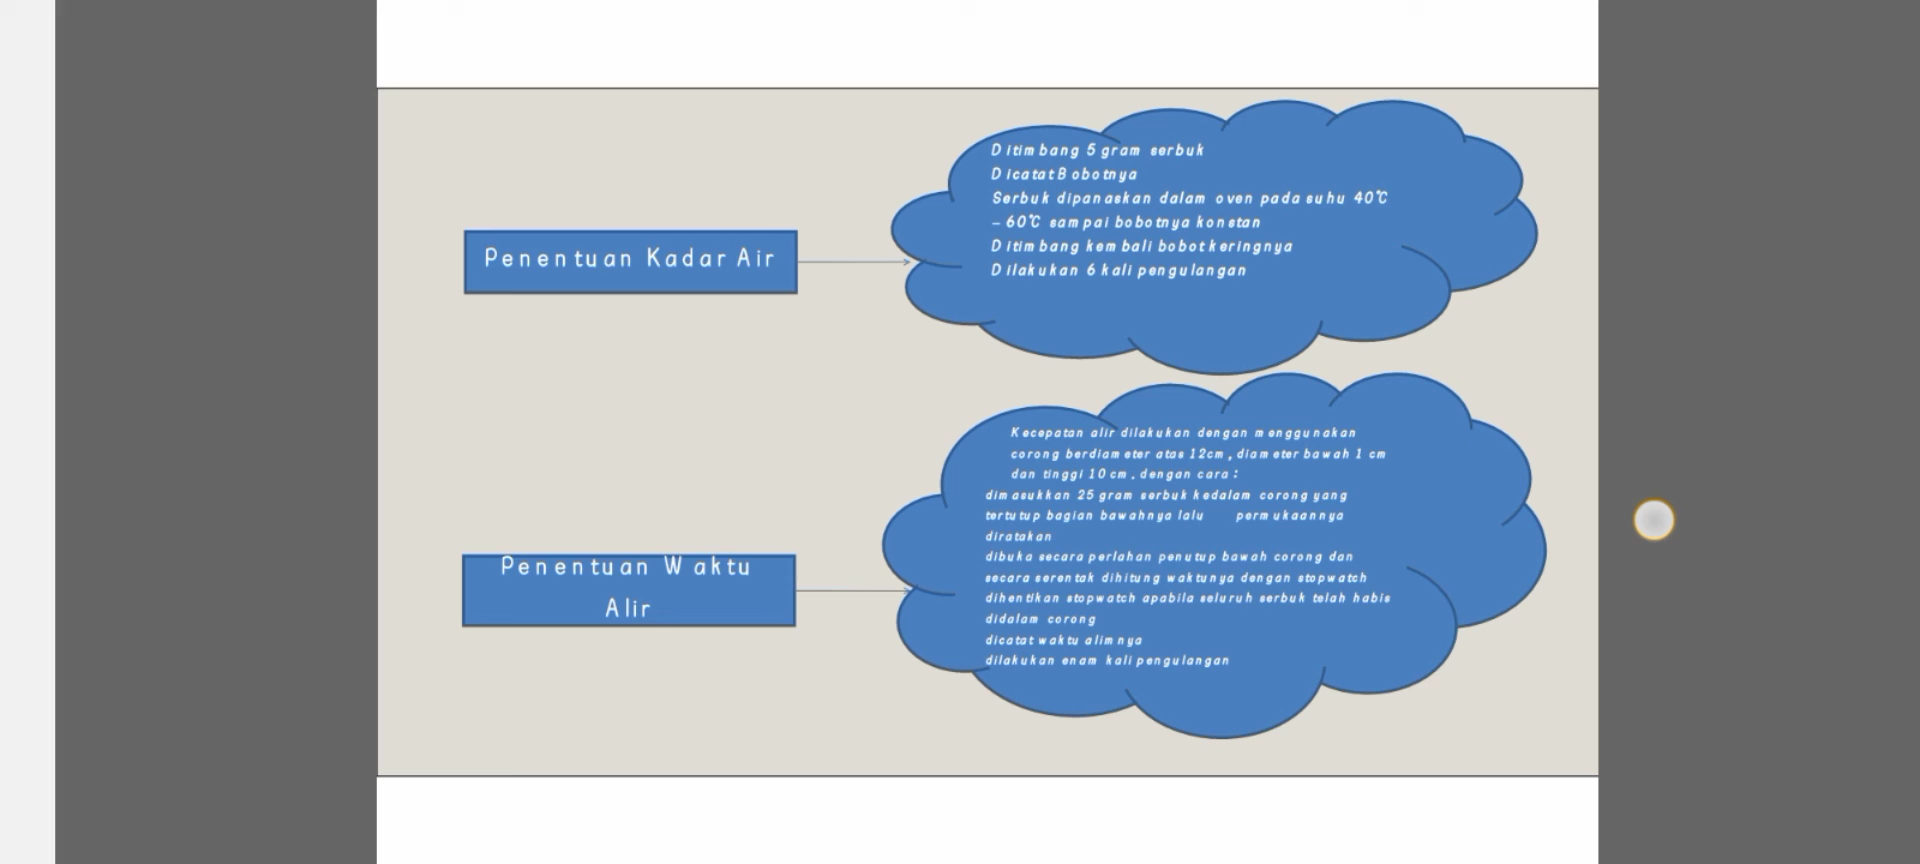 Ditimbang 5 gram serbuk
Dicatat Bobotnya
Serbuk dipanaskan dalam oven pada suhu 40℃
– 60℃ sampai bobotnya konstan
Ditimbang kembali bobot keringnya
Dilakukan 6 kali pengulangan
Penentuan Kadar Air
Kecepatan alir dilakukan dengan menggunakan
corong berdiameter atas 12cm, diameter bawah 1 cm
dan tinggi 10 cm, dengan cara :
dimasukkan 25 gram serbuk kedalam corong yang
tertutup bagian bawahnya lalu permukaannya
diratakan
dibuka secara perlahan penutup bawah corong dan
secara serentak dihitung waktunya dengan stopwatch
dihentikan stopwatch apabila seluruh serbuk telah habis
didalam corong
dicatat waktu alirnnya
dilakukan enam kali pengulangan
Penentuan Waktu
Alir